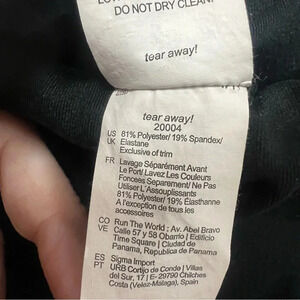 DO NOT DRY CLEAN
tear away!
tear away!
20004
US 81% Polyester/ 19% Spandex/
UK Elastane
Exclusive of trim
FR Lavage Séparément Avant
Le Port/ Lavez Les Couleurs
Foncées Separement/ Ne Pas
Utiliser L'Assouplissants
81% Polyester/ 19% Élasthanne
A l'exception de tous les
accessoires
CO Run The World ; Av. Abel Bravo
VE Calle 57 y 58 Obarrio | Edificio
Time Square | Ciudad de
Panama, Republica de Panama
ES Sigma Import
PT URB Cortijo de Conde | Villas
del Sur, 17 | E- 29790 Chilches
Costa (Velez-Malaga), Spain